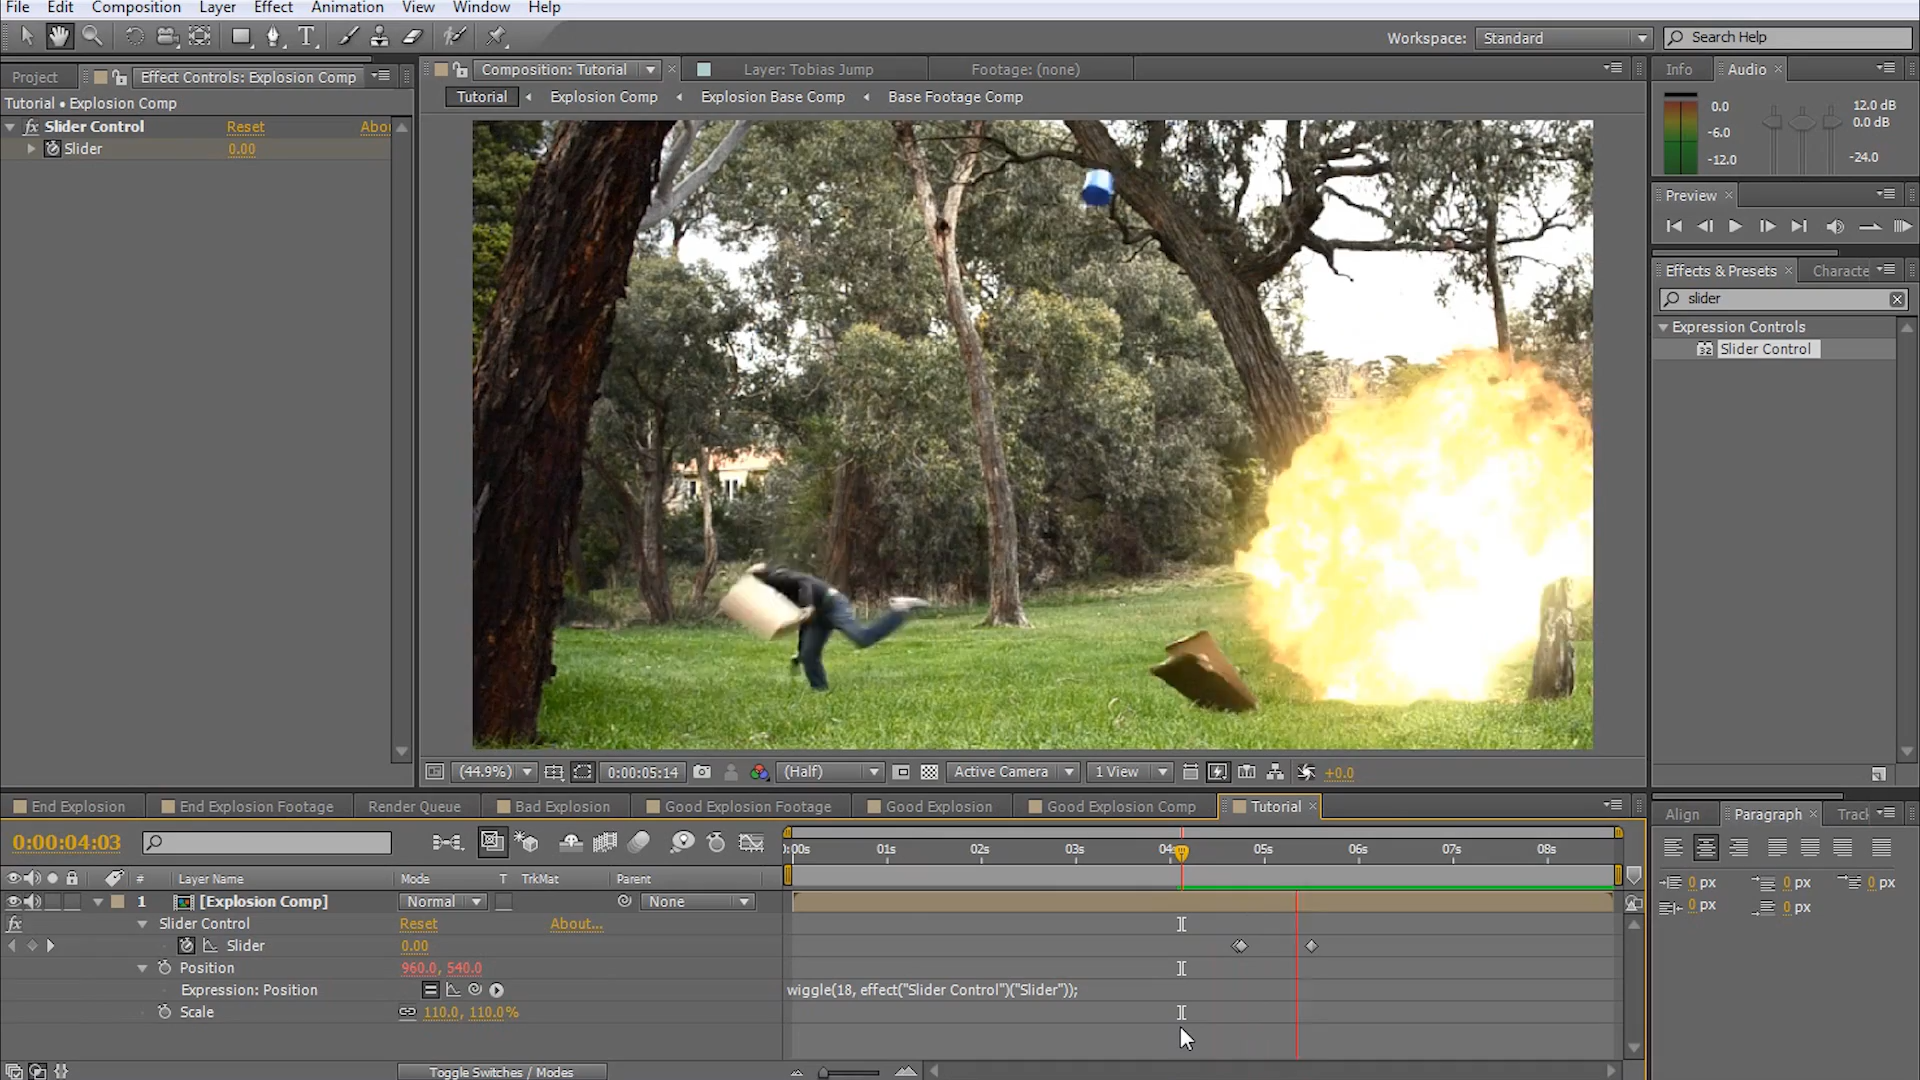 File Edit Composition Layer Effect Animation View Window Help
Workspace: Standard Search Help
Project Effect Controls: Explosion Comp
Composition: Tutorial Layer: Tobias Jump Footage: (none)
Info Audio
Tutorial • Explosion Comp
Tutorial Explosion Comp Explosion Base Comp Base Footage Comp
fx Slider Control Reset Abou
Slider 0.00
0.0 12.0 dB
-6.0 0.0 dB
-12.0 -24.0
Preview
Effects & Presets Characte
slider
Expression Controls
32 Slider Control
(44.9%) 0:00:05:14 (Half) Active Camera 1 View +0.0
End Explosion End Explosion Footage Render Queue Bad Explosion Good Explosion Footage Good Explosion Good Explosion Comp Tutorial
Align Paragraph Track
0:00:04:03
):00s 01s 02s 03s 04s 05s 06s 07s 08s
# Layer Name Mode T TrkMat Parent
0 px 0 px 0 px
0 px 0 px
1 [Explosion Comp] Normal None
fx Slider Control Reset About...
Slider 0.00
Position 960.0, 540.0
Expression: Position wiggle(18, effect("Slider Control")("Slider"));
Scale 110.0, 110.0%
Toggle Switches / Modes